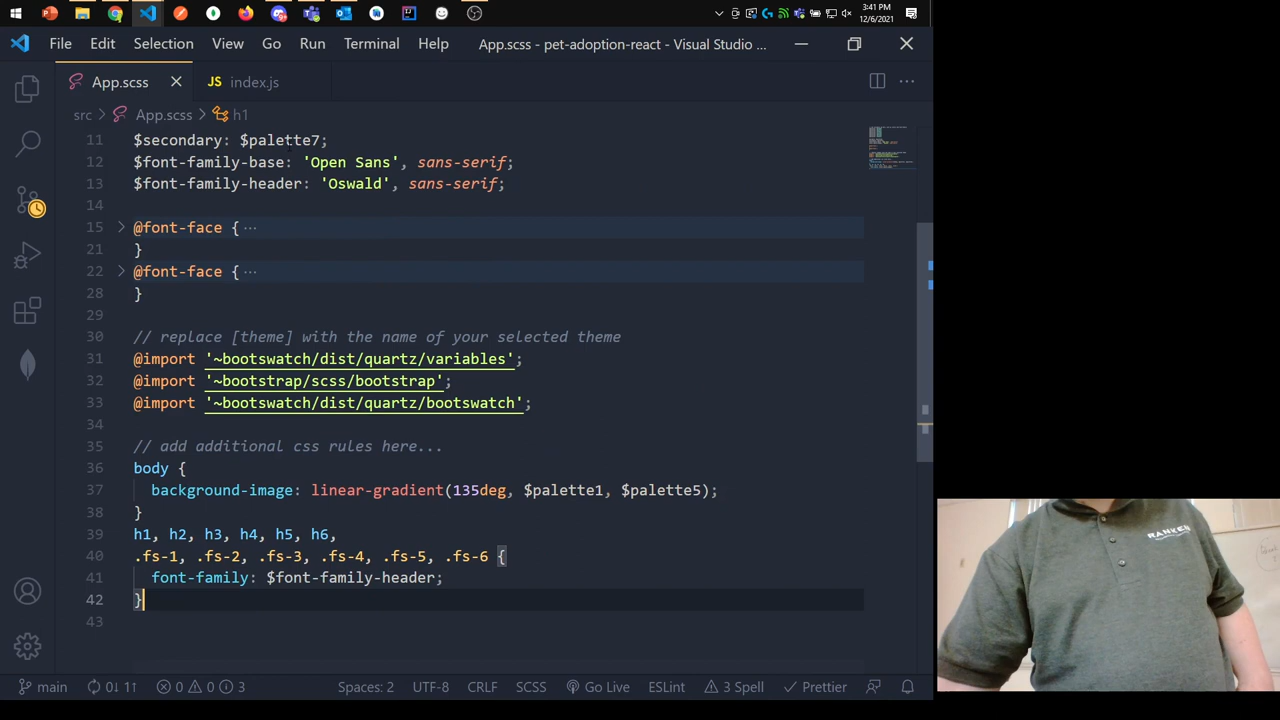 3:41 PM
12/6/2021
File Edit Selection View Go Run Terminal Help App.scss - pet-adoption-react - Visual Studio ...
App.scss JS index.js
src > App.scss > h1
11 $secondary: $palette7;
12 $font-family-base: 'Open Sans', sans-serif;
13 $font-family-header: 'Oswald', sans-serif;
14
15 @font-face { ...
21 }
22 @font-face { ...
28 }
29
30 // replace [theme] with the name of your selected theme
31 @import '~bootswatch/dist/quartz/variables';
32 @import '~bootstrap/scss/bootstrap';
33 @import '~bootswatch/dist/quartz/bootswatch';
34
35 // add additional css rules here...
36 body {
37 background-image: linear-gradient(135deg, $palette1, $palette5);
38 }
39 h1, h2, h3, h4, h5, h6,
40 .fs-1, .fs-2, .fs-3, .fs-4, .fs-5, .fs-6 {
41 font-family: $font-family-header;
42 }
43
RANKEN
main 0↓ 1↑ 0 0 3 Spaces: 2 UTF-8 CRLF SCSS Go Live ESLint 3 Spell Prettier